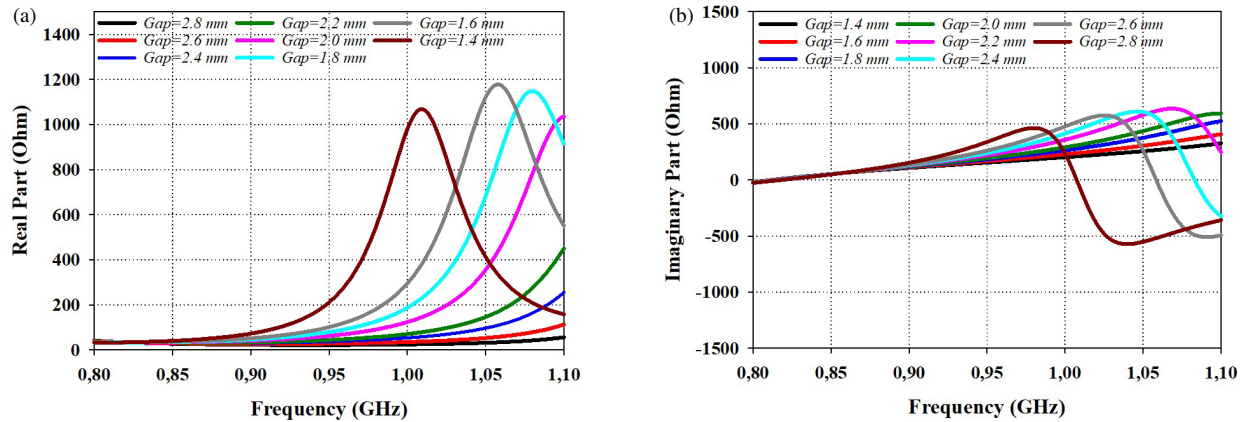 (a)
Gap=2.8 mm Gap=2.2 mm Gap=1.6 mm
Gap=2.6 mm Gap=2.0 mm Gap=1.4 mm
Gap=2.4 mm Gap=1.8 mm
1400
1200
1000
800
600
400
200
0
Real Part (Ohm)
0,80 0,85 0,90 0,95 1,00 1,05 1,10
Frequency (GHz)
(b)
Gap=1.4 mm Gap=2.0 mm Gap=2.6 mm
Gap=1.6 mm Gap=2.2 mm Gap=2.8 mm
Gap=1.8 mm Gap=2.4 mm
1500
1000
500
0
-500
-1000
-1500
Imaginary Part (Ohm)
0,80 0,85 0,90 0,95 1,00 1,05 1,10
Frequency (GHz)